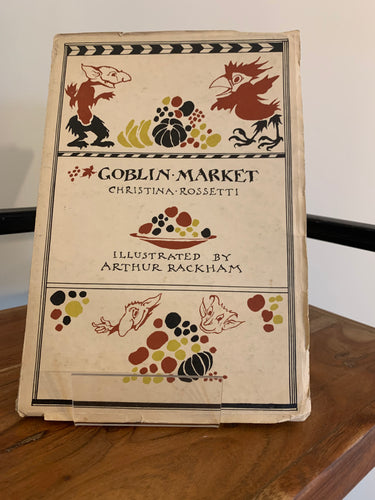 GOBLIN·MARKET
CHRISTINA·ROSSETTI
ILLUSTRATED BY
ARTHUR RACKHAM